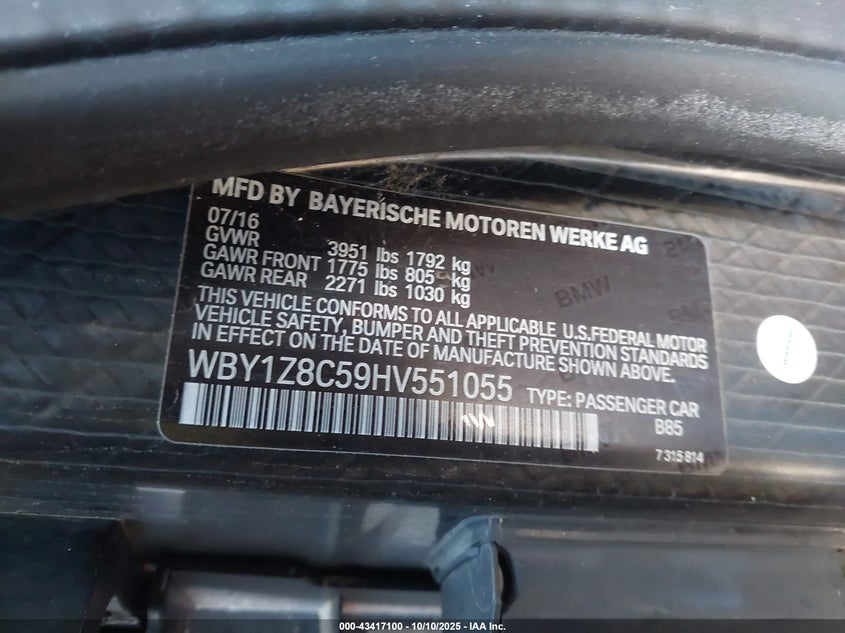 MFD BY BAYERISCHE MOTOREN WERKE AG
07/16
GVWR 3951 lbs 1792 kg
GAWR FRONT 1775 lbs 805 kg
GAWR REAR 2271 lbs 1030 kg
THIS VEHICLE CONFORMS TO ALL APPLICABLE U.S.FEDERAL MOTOR
VEHICLE SAFETY, BUMPER AND THEFT PREVENTION STANDARDS
IN EFFECT ON THE DATE OF MANUFACTURE SHOWN ABOVE.
WBY1Z8C59HV551055 TYPE: PASSENGER CAR
B85
7 315 814
BMW
000-43417100 - 10/10/2025 - IAA Inc.